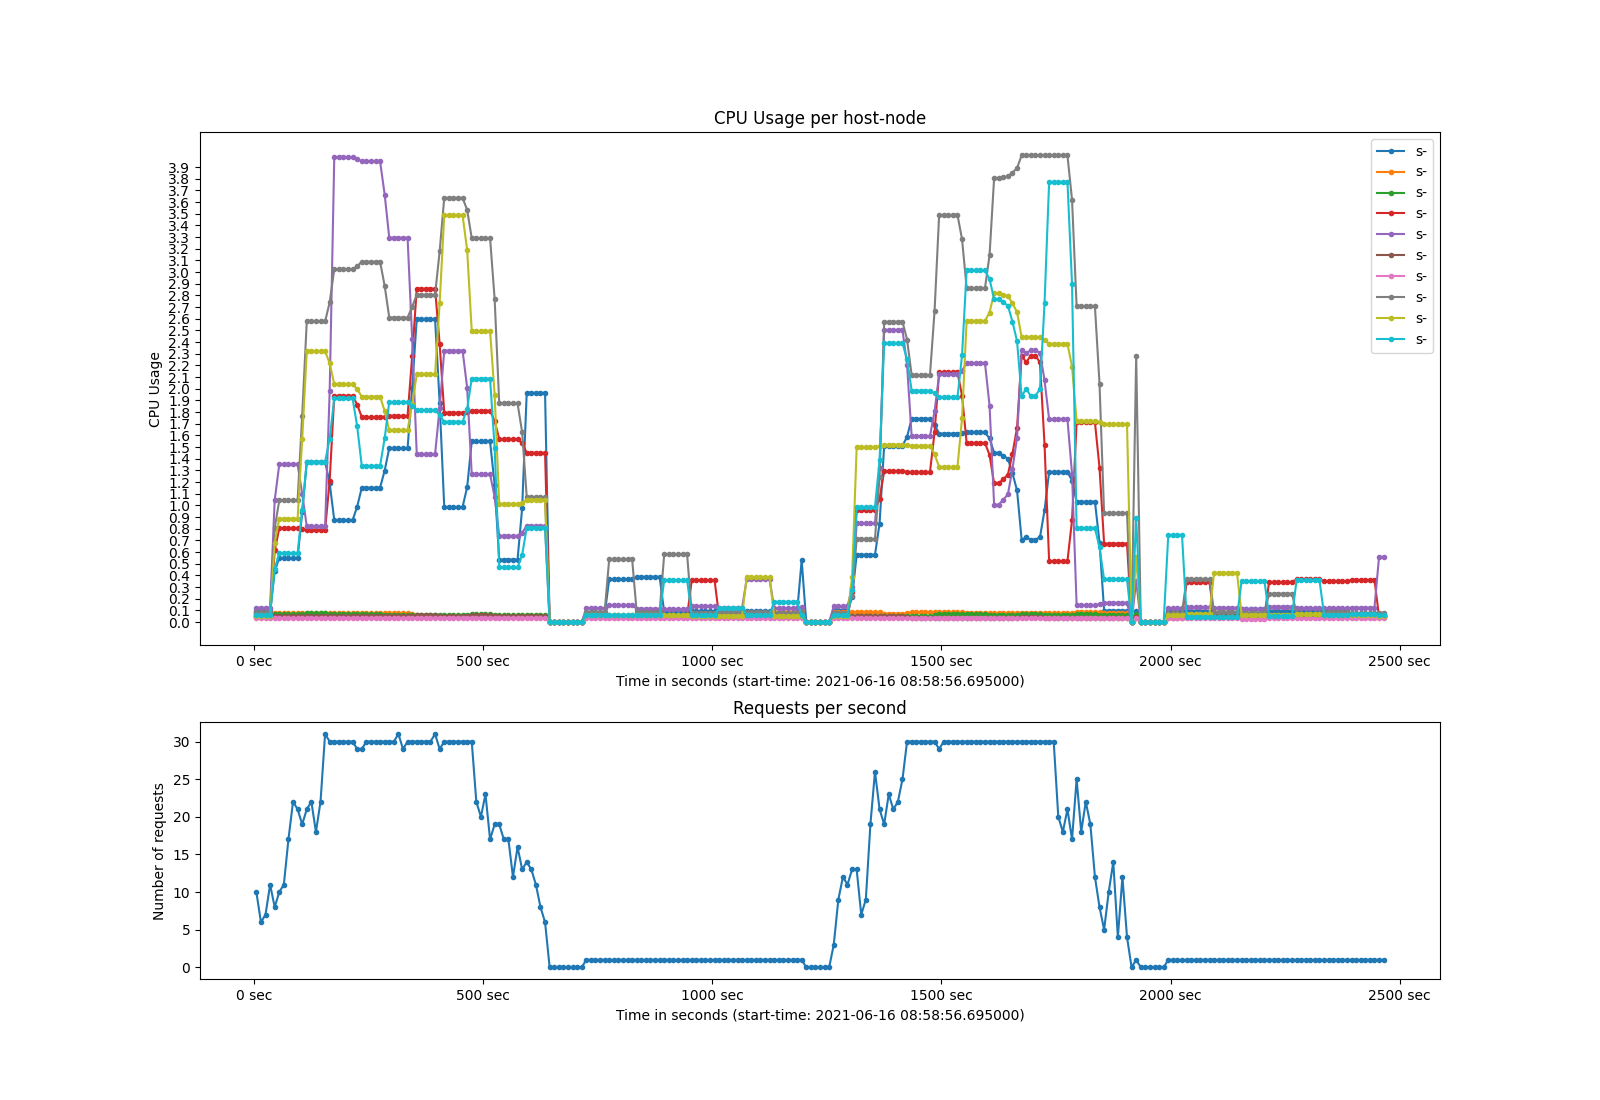 CPU Usage per host-node
CPU Usage
3.9
3.8
3.7
3.6
3.5
3.4
3.3
3.2
3.1
3.0
2.9
2.8
2.7
2.6
2.5
2.4
2.3
2.2
2.1
2.0
1.9
1.8
1.7
1.6
1.5
1.4
1.3
1.2
1.1
1.0
0.9
0.8
0.7
0.6
0.5
0.4
0.3
0.2
0.1
0.0
s-
s-
s-
s-
s-
s-
s-
s-
s-
s-
0 sec 500 sec 1000 sec 1500 sec 2000 sec 2500 sec
Time in seconds (start-time: 2021-06-16 08:58:56.695000)
Requests per second
Number of requests
30
25
20
15
10
5
0
0 sec 500 sec 1000 sec 1500 sec 2000 sec 2500 sec
Time in seconds (start-time: 2021-06-16 08:58:56.695000)